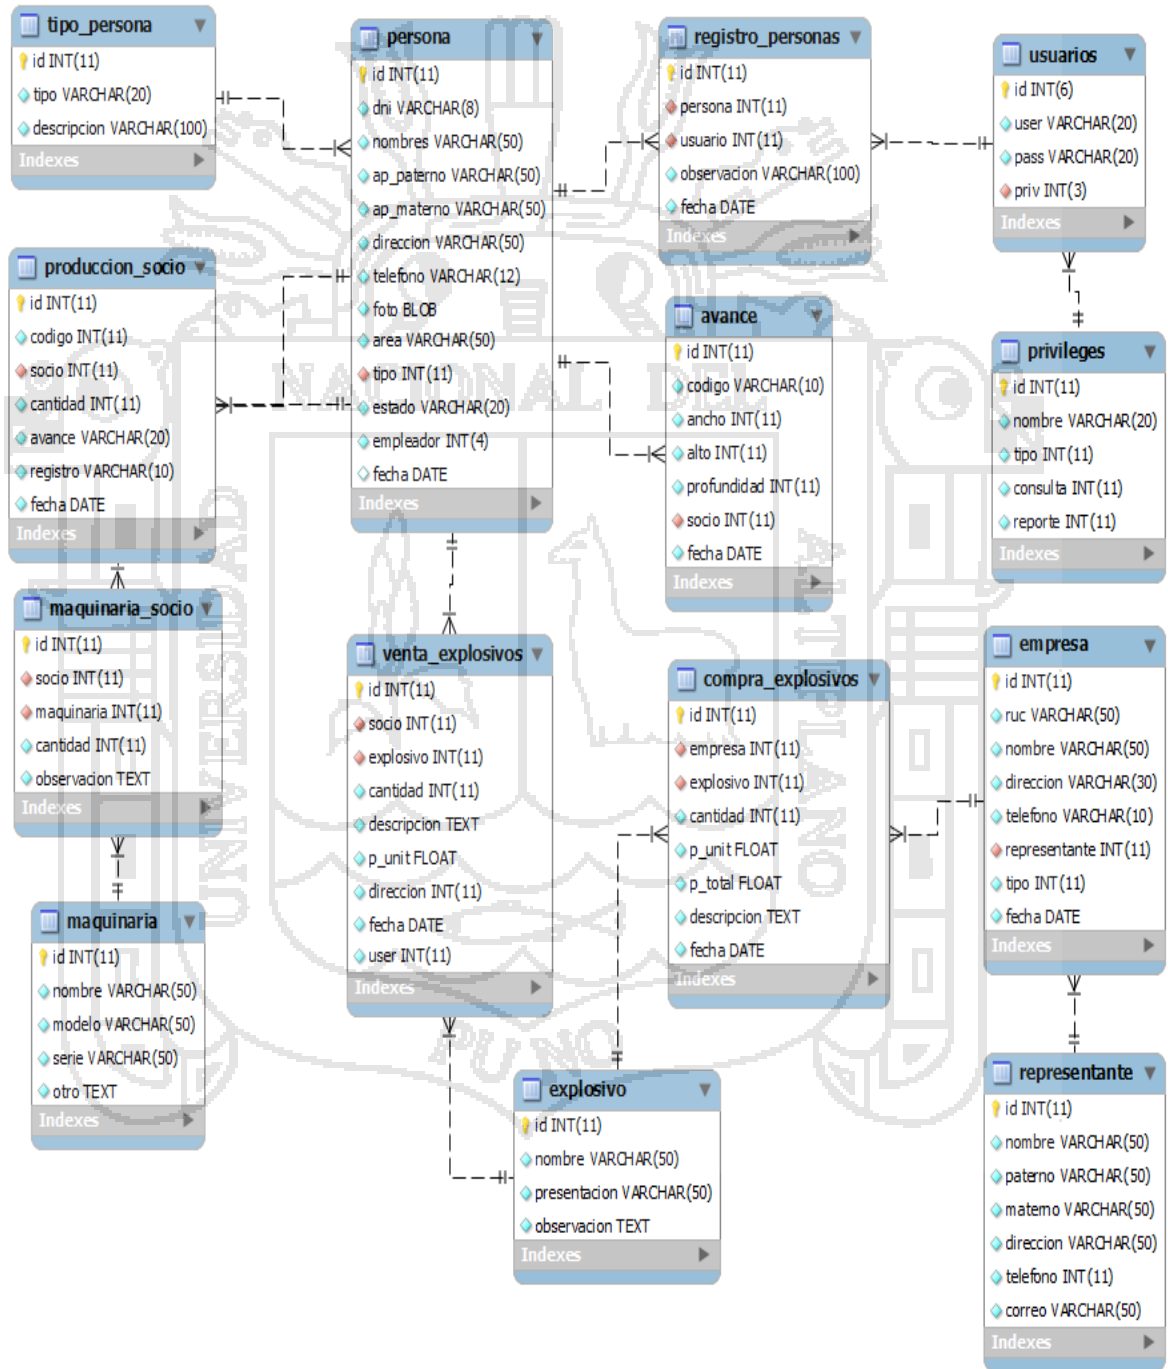 tipo_persona
id INT(11)
tipo VARCHAR(20)
descripcion VARCHAR(100)
Indexes
persona
id INT(11)
dni VARCHAR(8)
nombres VARCHAR(50)
ap_paterno VARCHAR(50)
ap_materno VARCHAR(50)
direccion VARCHAR(50)
telefono VARCHAR(12)
foto BLOB
area VARCHAR(50)
tipo INT(11)
estado VARCHAR(20)
empleador INT(4)
fecha DATE
Indexes
registro_personas
id INT(11)
persona INT(11)
usuario INT(11)
observacion VARCHAR(100)
fecha DATE
Indexes
usuarios
id INT(6)
user VARCHAR(20)
pass VARCHAR(20)
priv INT(3)
Indexes
produccion_socio
id INT(11)
codigo INT(11)
socio INT(11)
cantidad INT(11)
avance VARCHAR(20)
registro VARCHAR(10)
fecha DATE
Indexes
avance
id INT(11)
codigo VARCHAR(10)
ancho INT(11)
alto INT(11)
profundidad INT(11)
socio INT(11)
fecha DATE
Indexes
privileges
id INT(11)
nombre VARCHAR(20)
tipo INT(11)
consulta INT(11)
reporte INT(11)
Indexes
maquinaria_socio
id INT(11)
socio INT(11)
maquinaria INT(11)
cantidad INT(11)
observacion TEXT
Indexes
venta_explosivos
id INT(11)
socio INT(11)
explosivo INT(11)
cantidad INT(11)
descripcion TEXT
p_unit FLOAT
direccion INT(11)
fecha DATE
user INT(11)
Indexes
compra_explosivos
id INT(11)
empresa INT(11)
explosivo INT(11)
cantidad INT(11)
p_unit FLOAT
p_total FLOAT
descripcion TEXT
fecha DATE
Indexes
empresa
id INT(11)
ruc VARCHAR(50)
nombre VARCHAR(50)
direccion VARCHAR(30)
telefono VARCHAR(10)
representante INT(11)
tipo INT(11)
fecha DATE
Indexes
maquinaria
id INT(11)
nombre VARCHAR(50)
modelo VARCHAR(50)
serie VARCHAR(50)
otro TEXT
Indexes
explosivo
id INT(11)
nombre VARCHAR(50)
presentacion VARCHAR(50)
observacion TEXT
Indexes
representante
id INT(11)
nombre VARCHAR(50)
paterno VARCHAR(50)
materno VARCHAR(50)
direccion VARCHAR(50)
telefono INT(11)
correo VARCHAR(50)
Indexes
UNIVERSIDAD
NACIONAL DEL
ALTIPLANO
PUNO